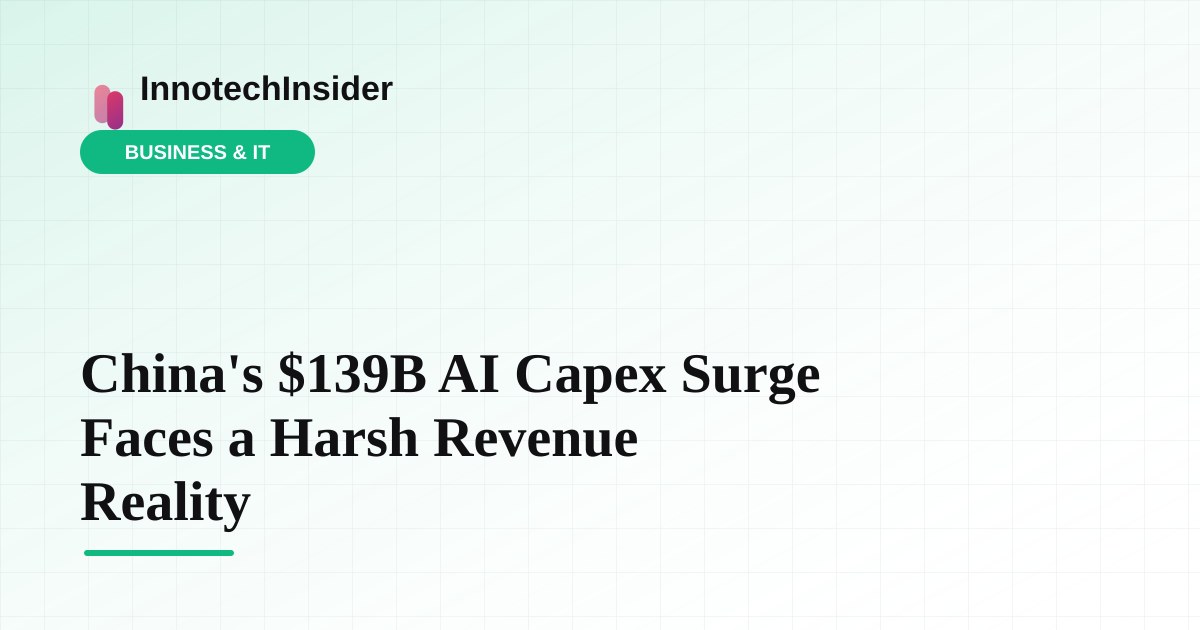 InnotechInsider
BUSINESS & IT
China's $139B AI Capex Surge
Faces a Harsh Revenue
Reality